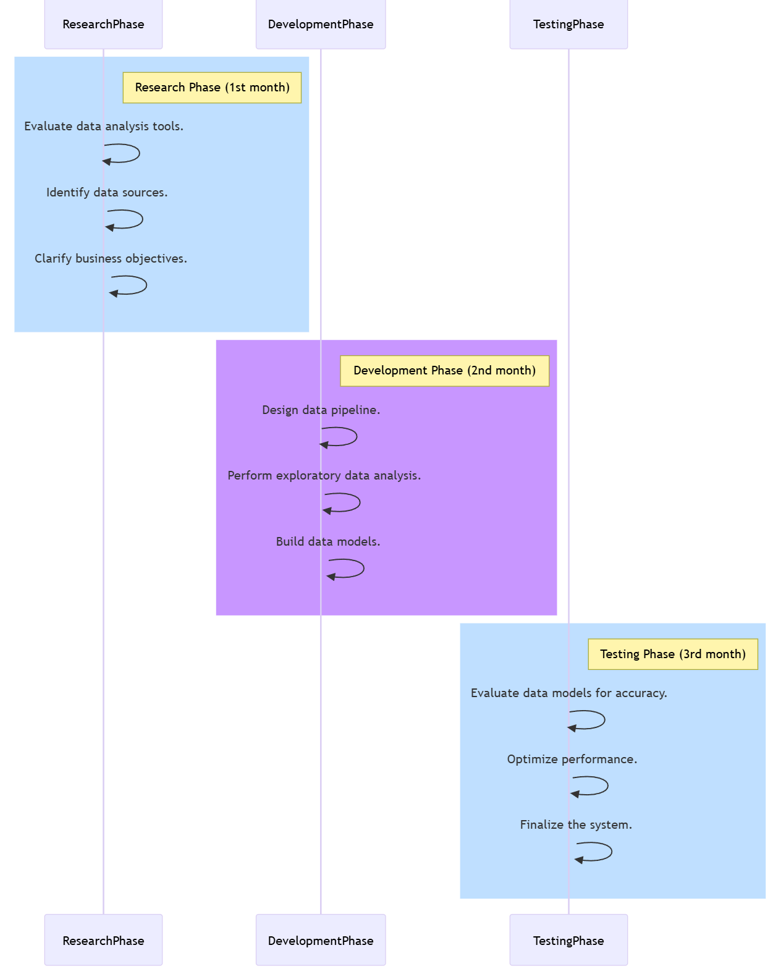 ResearchPhase
DevelopmentPhase
TestingPhase
Research Phase (1st month)
Evaluate data analysis tools.
Identify data sources.
Clarify business objectives.
Development Phase (2nd month)
Design data pipeline.
Perform exploratory data analysis.
Build data models.
Testing Phase (3rd month)
Evaluate data models for accuracy.
Optimize performance.
Finalize the system.
ResearchPhase
DevelopmentPhase
TestingPhase